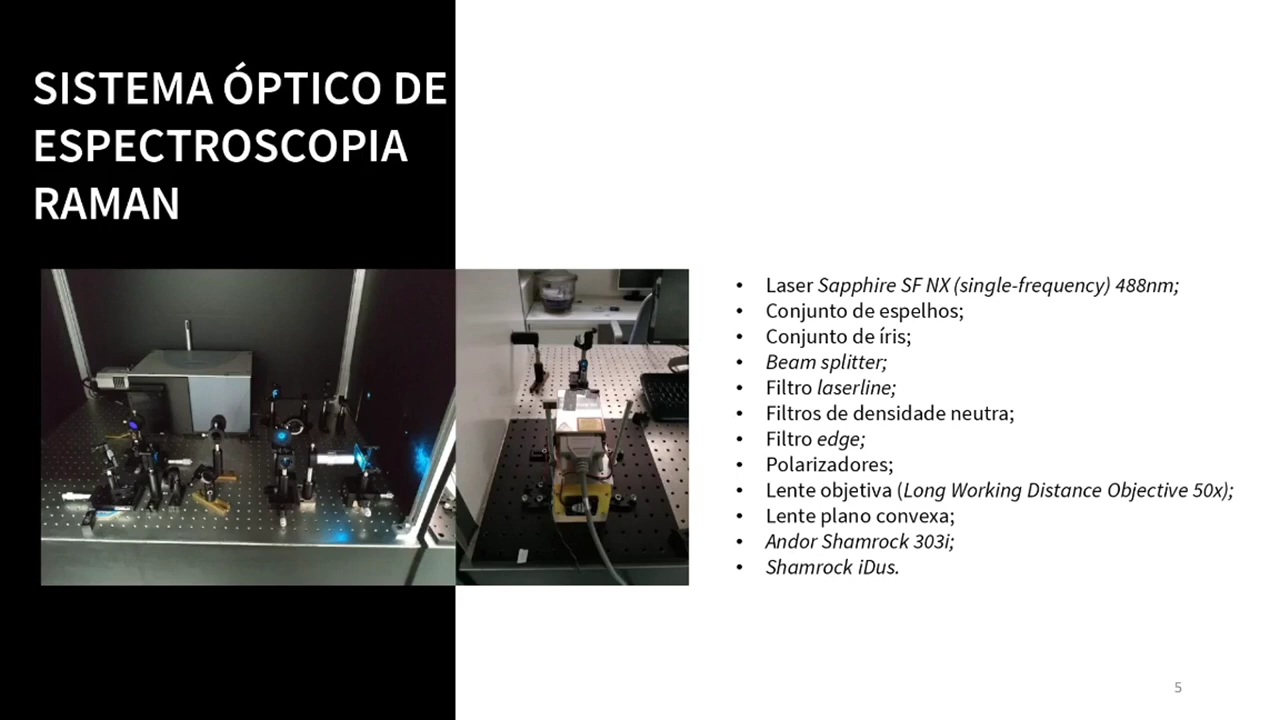 SISTEMA ÓPTICO DE
ESPECTROSCOPIA
RAMAN
• Laser Sapphire SF NX (single-frequency) 488nm;
• Conjunto de espelhos;
• Conjunto de íris;
• Beam splitter;
• Filtro laserline;
• Filtros de densidade neutra;
• Filtro edge;
• Polarizadores;
• Lente objetiva (Long Working Distance Objective 50x);
• Lente plano convexa;
• Andor Shamrock 303i;
• Shamrock iDus.
5